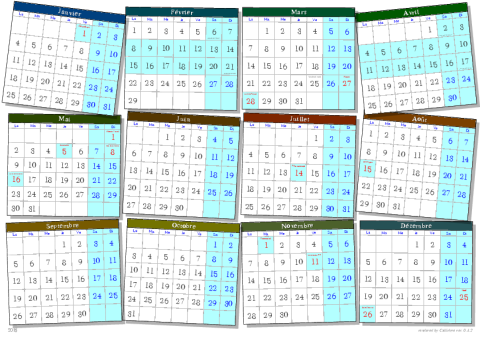 Janvier
Lu Ma Me Je Ve Sa Di
1 2 3
4 5 6 7 8 9 10
11 12 13 14 15 16 17
18 19 20 21 22 23 24
25 26 27 28 29 30 31
Février
Lu Ma Me Je Ve Sa Di
1 2 3 4 5 6 7
8 9 10 11 12 13 14
15 16 17 18 19 20 21
22 23 24 25 26 27 28
29
Mars
Lu Ma Me Je Ve Sa Di
1 2 3 4 5 6
7 8 9 10 11 12 13
14 15 16 17 18 19 20
21 22 23 24 25 26 27
28 29 30 31
Avril
Lu Ma Me Je Ve Sa Di
1 2 3
4 5 6 7 8 9 10
11 12 13 14 15 16 17
18 19 20 21 22 23 24
25 26 27 28 29 30
Mai
Lu Ma Me Je Ve Sa Di
1
2 3 4 5 6 7 8
9 10 11 12 13 14 15
16 17 18 19 20 21 22
23 24 25 26 27 28 29
30 31
Juin
Lu Ma Me Je Ve Sa Di
1 2 3 4 5
6 7 8 9 10 11 12
13 14 15 16 17 18 19
20 21 22 23 24 25 26
27 28 29 30
Juillet
Lu Ma Me Je Ve Sa Di
1 2 3
4 5 6 7 8 9 10
11 12 13 14 15 16 17
18 19 20 21 22 23 24
25 26 27 28 29 30 31
Août
Lu Ma Me Je Ve Sa Di
1 2 3 4 5 6 7
8 9 10 11 12 13 14
15 16 17 18 19 20 21
22 23 24 25 26 27 28
29 30 31
Septembre
Lu Ma Me Je Ve Sa Di
1 2 3 4
5 6 7 8 9 10 11
12 13 14 15 16 17 18
19 20 21 22 23 24 25
26 27 28 29 30
Octobre
Lu Ma Me Je Ve Sa Di
1 2
3 4 5 6 7 8 9
10 11 12 13 14 15 16
17 18 19 20 21 22 23
24 25 26 27 28 29 30
31
Novembre
Lu Ma Me Je Ve Sa Di
1 2 3 4 5 6
7 8 9 10 11 12 13
14 15 16 17 18 19 20
21 22 23 24 25 26 27
28 29 30
Décembre
Lu Ma Me Je Ve Sa Di
1 2 3 4
5 6 7 8 9 10 11
12 13 14 15 16 17 18
19 20 21 22 23 24 25
26 27 28 29 30 31